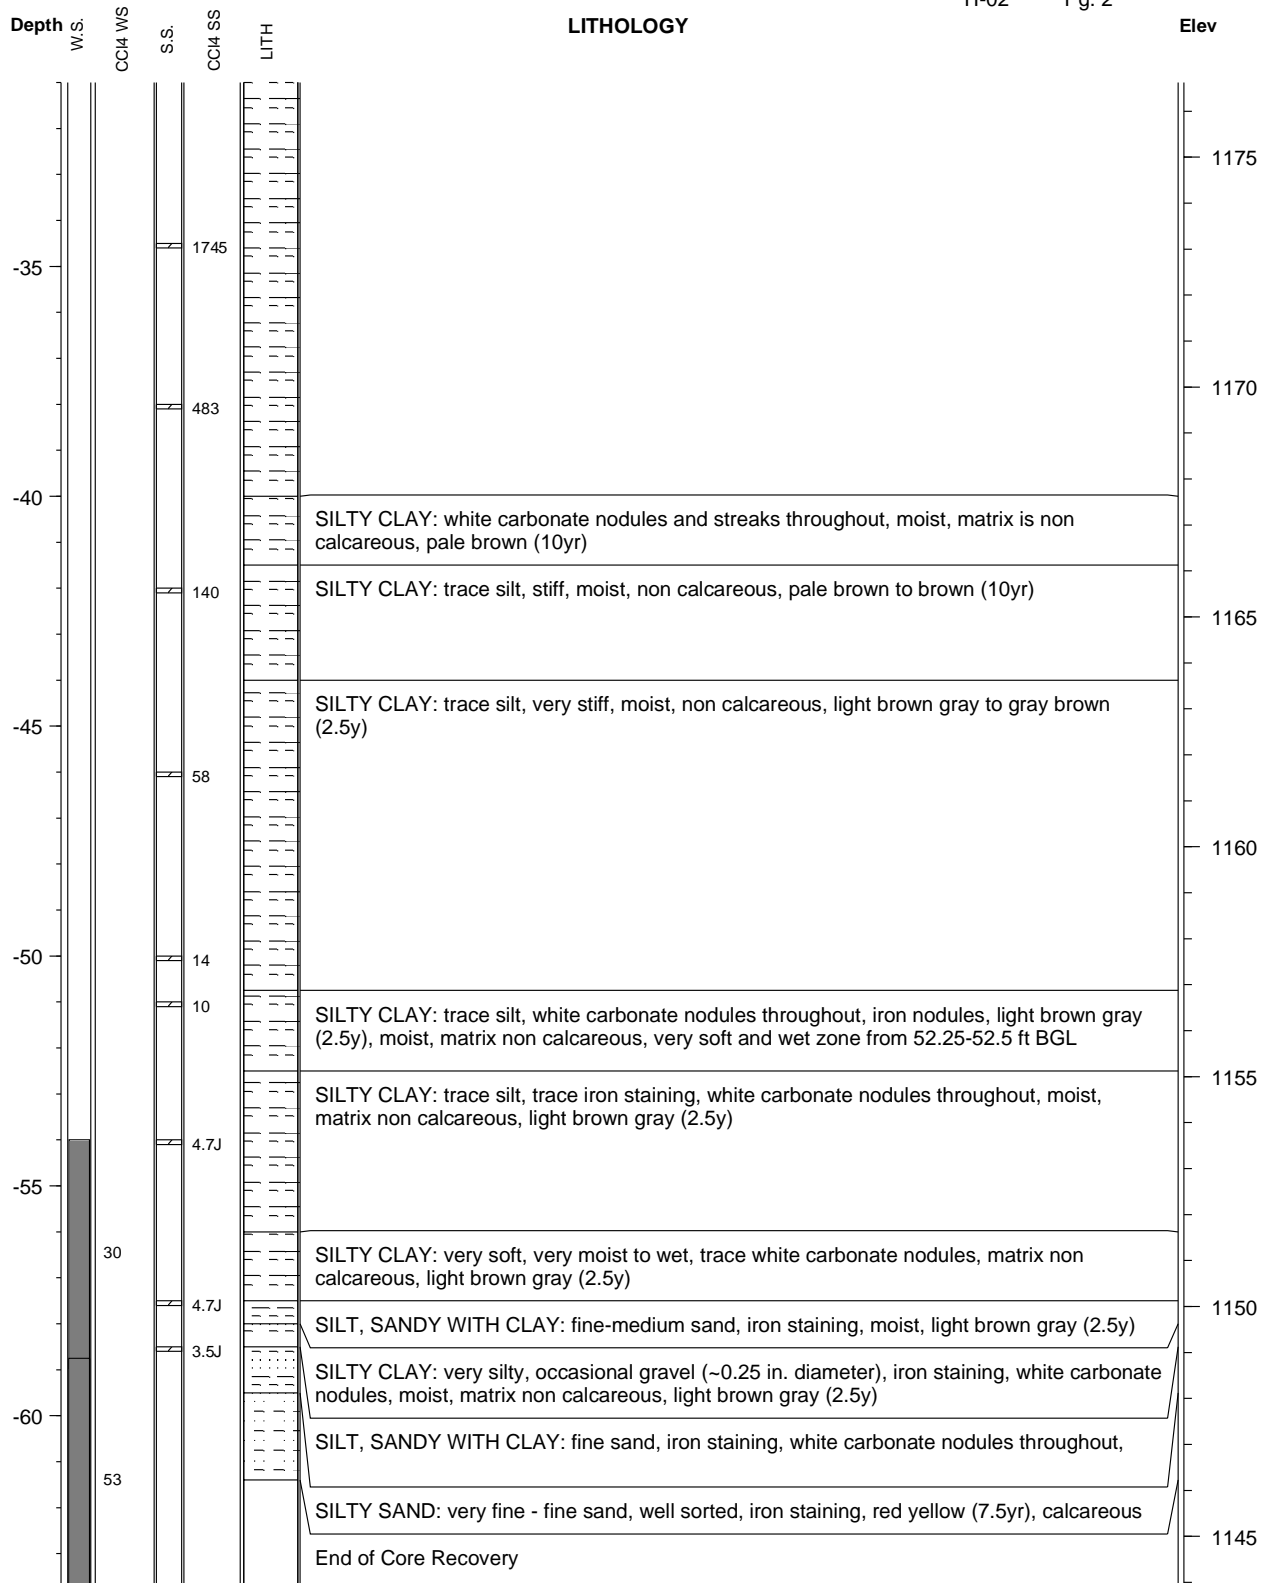 H-02 Pg. 2
Depth W.S. CCl4 WS S.S. CCl4 SS LITH LITHOLOGY Elev
1175
1745
-35
1170
483
-40
SILTY CLAY: white carbonate nodules and streaks throughout, moist, matrix is non
calcareous, pale brown (10yr)
140
SILTY CLAY: trace silt, stiff, moist, non calcareous, pale brown to brown (10yr)
1165
SILTY CLAY: trace silt, very stiff, moist, non calcareous, light brown gray to gray brown
(2.5y)
-45
58
1160
-50
14
10
SILTY CLAY: trace silt, white carbonate nodules throughout, iron nodules, light brown gray
(2.5y), moist, matrix non calcareous, very soft and wet zone from 52.25-52.5 ft BGL
1155
SILTY CLAY: trace silt, trace iron staining, white carbonate nodules throughout, moist,
matrix non calcareous, light brown gray (2.5y)
4.7J
-55
30
SILTY CLAY: very soft, very moist to wet, trace white carbonate nodules, matrix non
calcareous, light brown gray (2.5y)
4.7J
1150
SILT, SANDY WITH CLAY: fine-medium sand, iron staining, moist, light brown gray (2.5y)
3.5J
SILTY CLAY: very silty, occasional gravel (~0.25 in. diameter), iron staining, white carbonate
nodules, moist, matrix non calcareous, light brown gray (2.5y)
-60
SILT, SANDY WITH CLAY: fine sand, iron staining, white carbonate nodules throughout,
53
SILTY SAND: very fine - fine sand, well sorted, iron staining, red yellow (7.5yr), calcareous
1145
End of Core Recovery